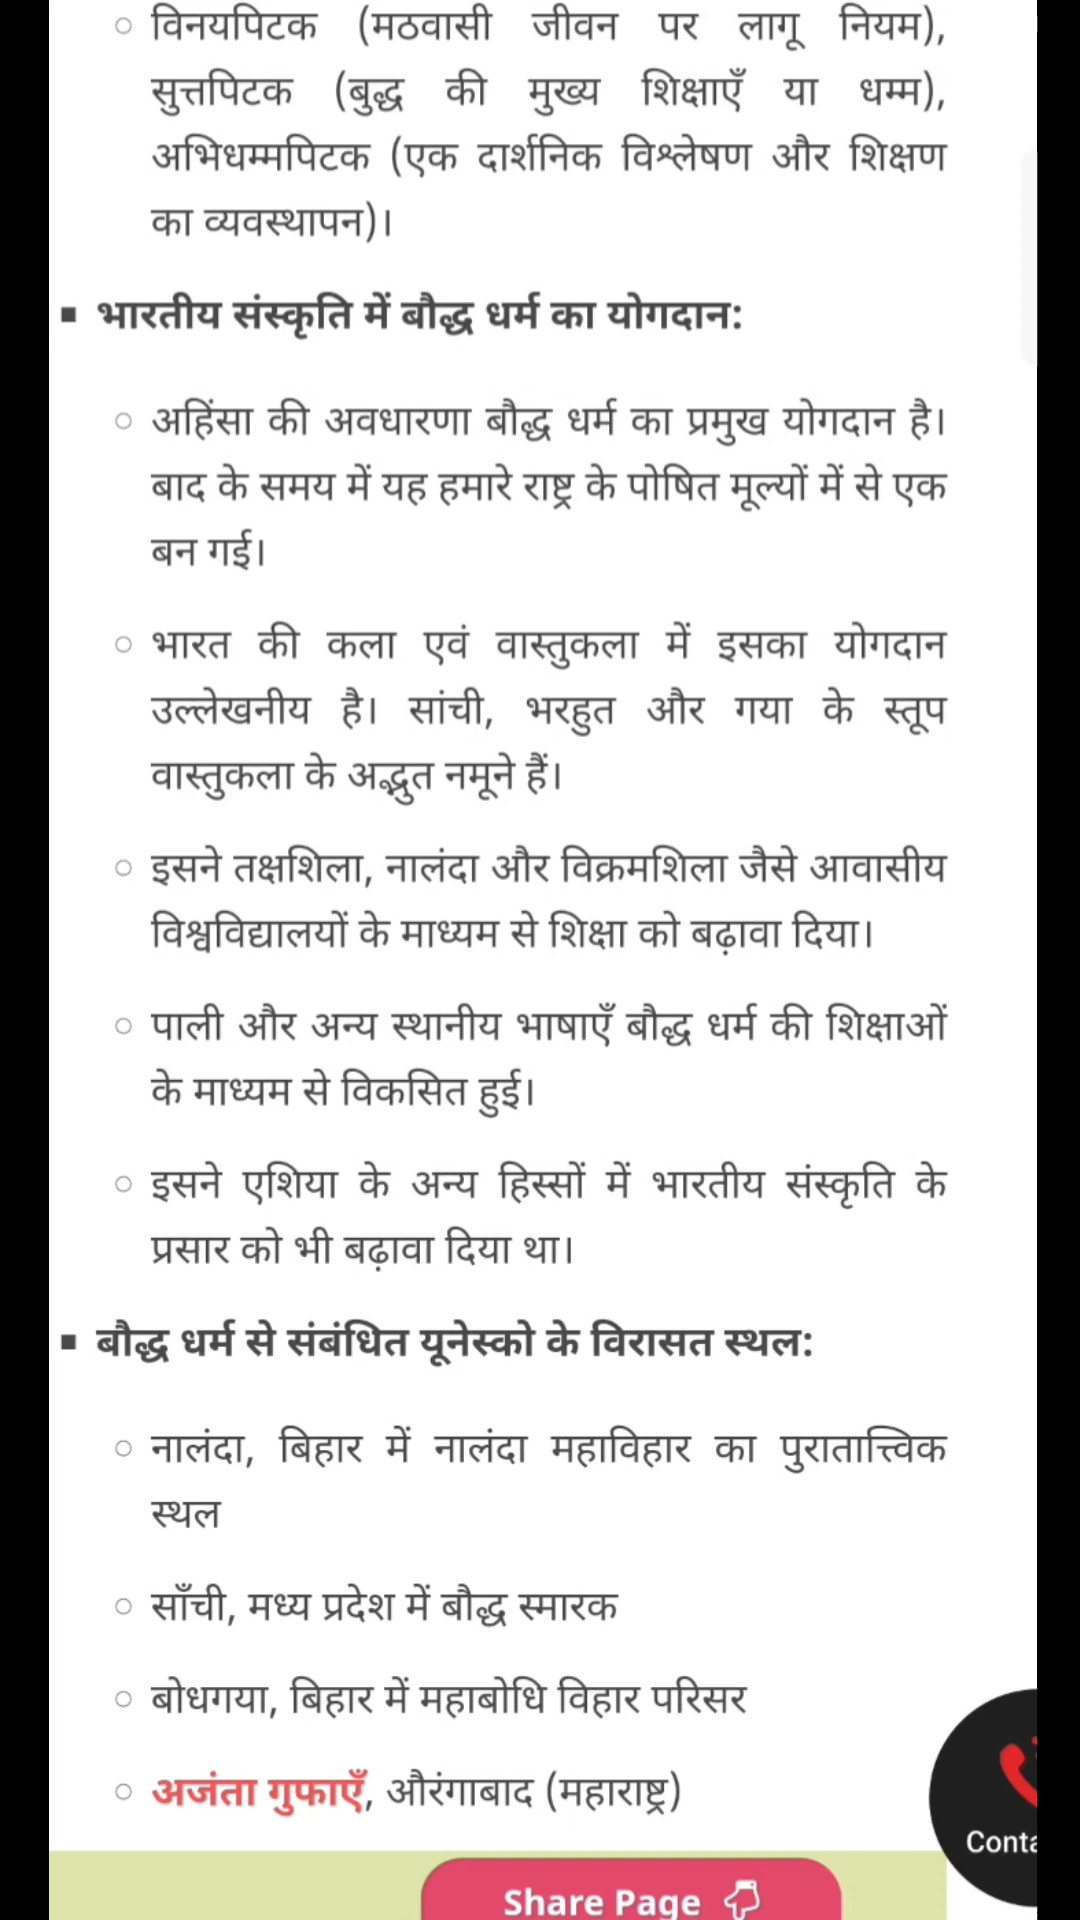 ○ विनयपिटक (मठवासी जीवन पर लागू नियम),
सुत्तपिटक (बुद्ध की मुख्य शिक्षाएँ या धम्म),
अभिधम्मपिटक (एक दार्शनिक विश्लेषण और शिक्षण
का व्यवस्थापन)।
▪ भारतीय संस्कृति में बौद्ध धर्म का योगदान:
○ अहिंसा की अवधारणा बौद्ध धर्म का प्रमुख योगदान है।
बाद के समय में यह हमारे राष्ट्र के पोषित मूल्यों में से एक
बन गई।
○ भारत की कला एवं वास्तुकला में इसका योगदान
उल्लेखनीय है। सांची, भरहुत और गया के स्तूप
वास्तुकला के अद्भुत नमूने हैं।
○ इसने तक्षशिला, नालंदा और विक्रमशिला जैसे आवासीय
विश्वविद्यालयों के माध्यम से शिक्षा को बढ़ावा दिया।
○ पाली और अन्य स्थानीय भाषाएँ बौद्ध धर्म की शिक्षाओं
के माध्यम से विकसित हुई।
○ इसने एशिया के अन्य हिस्सों में भारतीय संस्कृति के
प्रसार को भी बढ़ावा दिया था।
▪ बौद्ध धर्म से संबंधित यूनेस्को के विरासत स्थल:
○ नालंदा, बिहार में नालंदा महाविहार का पुरातात्त्विक
स्थल
○ साँची, मध्य प्रदेश में बौद्ध स्मारक
○ बोधगया, बिहार में महाबोधि विहार परिसर
○ अजंता गुफाएँ, औरंगाबाद (महाराष्ट्र)
Share Page